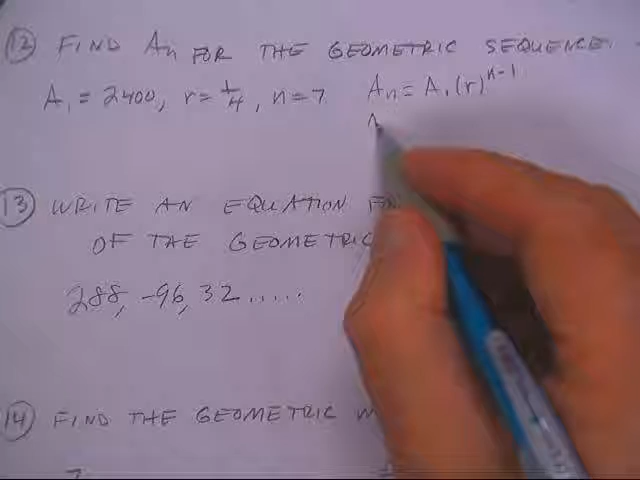 12 FIND An FOR THE GEOMETRIC SEQUENCE.
A1 = 2400, r = 1/4, n = 7 An = A1(r)^n-1
A
13 WRITE AN EQUATION
OF THE GEOMETRIC
288, -96, 32 .....
14 FIND THE GEOMETRIC